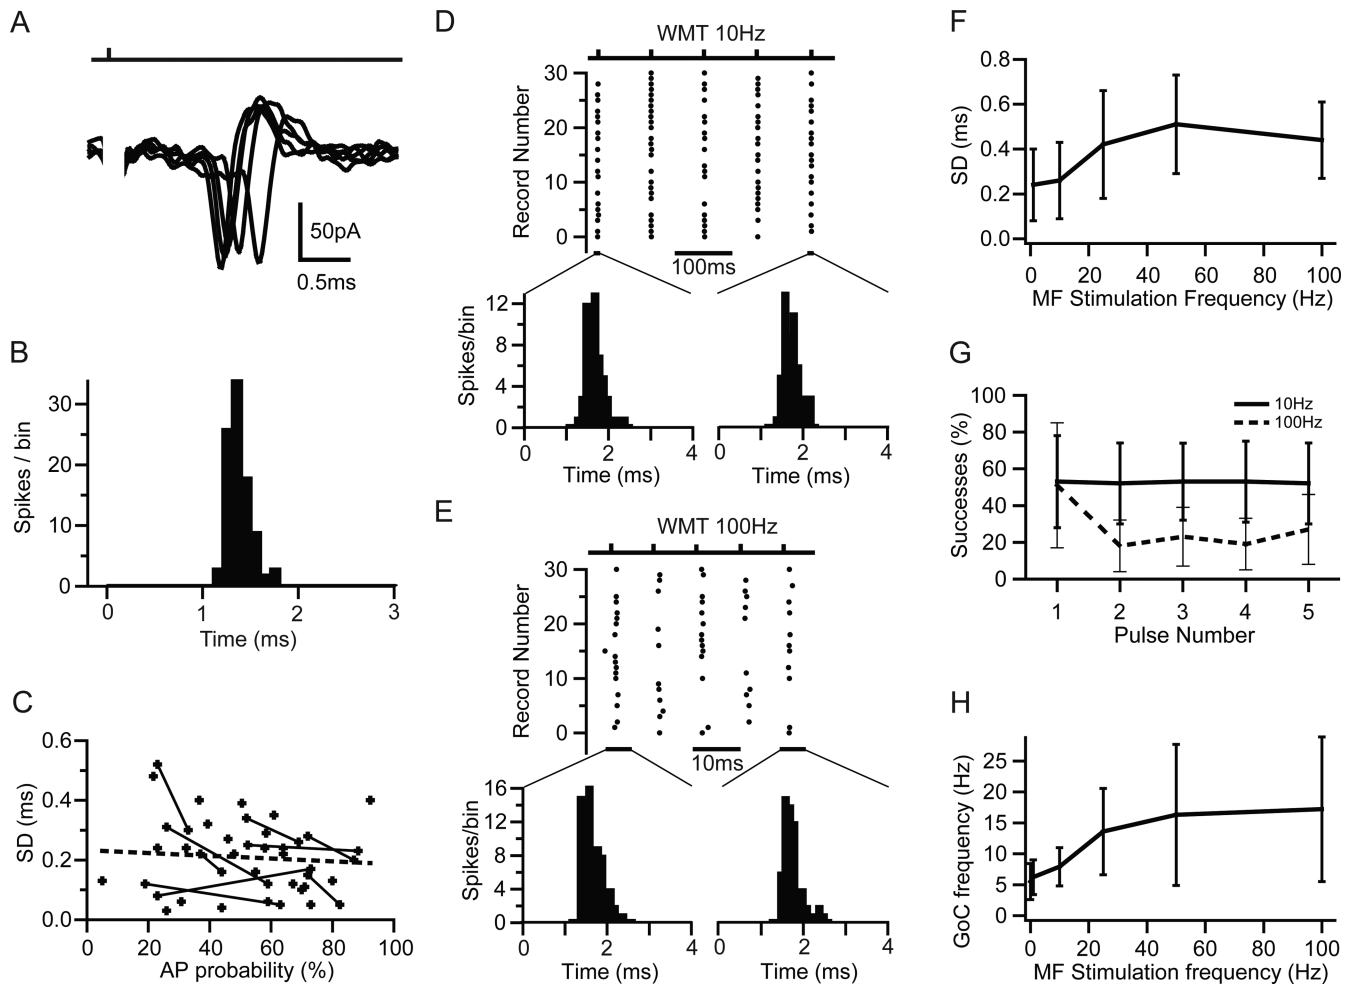 A
50pA
0.5ms
B
Spikes / bin
30
20
10
0
0 1 2 3
Time (ms)
C
SD (ms)
0.6
0.4
0.2
0.0
0 20 40 60 80 100
AP probability (%)
D
WMT 10Hz
Record Number
30
20
10
0
100ms
Spikes/bin
12
8
4
0
0 2 4
Time (ms)
0 2 4
Time (ms)
E
WMT 100Hz
Record Number
30
20
10
0
10ms
Spikes/bin
16
12
8
4
0
0 2 4
Time (ms)
0 2 4
Time (ms)
F
SD (ms)
0.8
0.6
0.4
0.2
0.0
0 20 40 60 80 100
MF Stimulation Frequency (Hz)
G
Successes (%)
100
80
60
40
20
0
10Hz
100Hz
1 2 3 4 5
Pulse Number
H
GoC frequency (Hz)
25
20
15
10
5
0
0 20 40 60 80 100
MF Stimulation frequency (Hz)